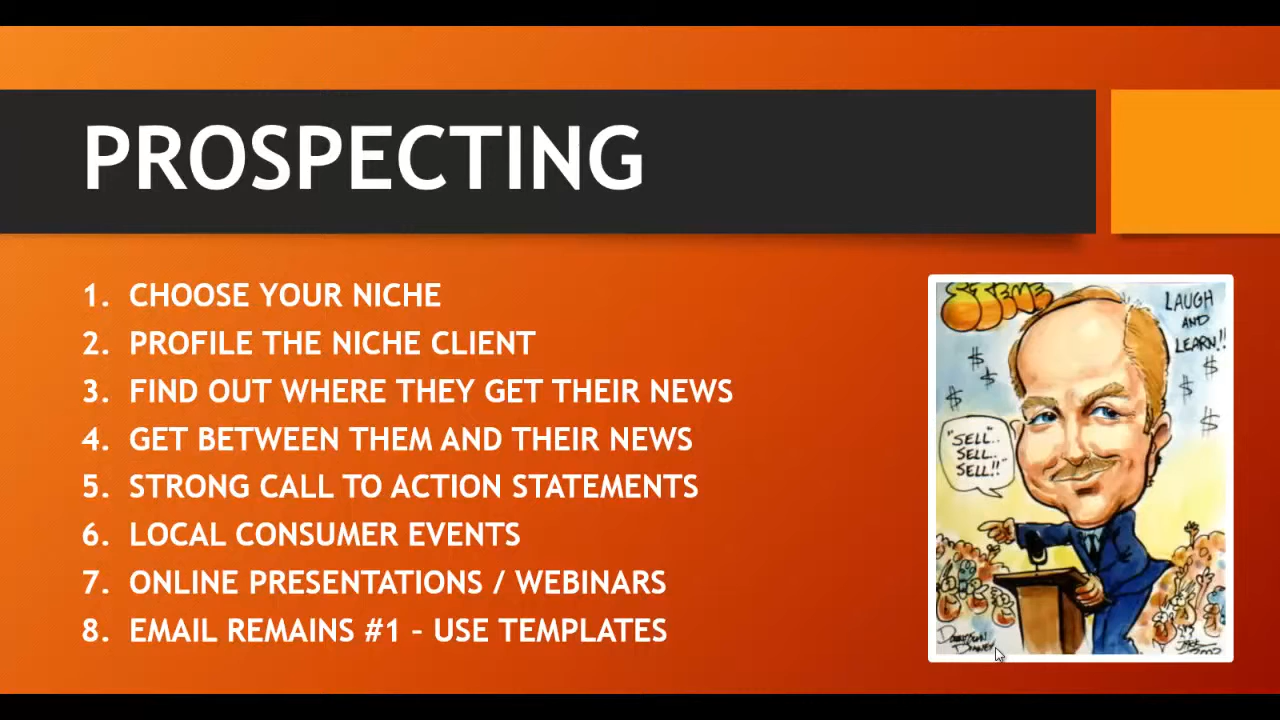 PROSPECTING
1. CHOOSE YOUR NICHE
2. PROFILE THE NICHE CLIENT
3. FIND OUT WHERE THEY GET THEIR NEWS
4. GET BETWEEN THEM AND THEIR NEWS
5. STRONG CALL TO ACTION STATEMENTS
6. LOCAL CONSUMER EVENTS
7. ONLINE PRESENTATIONS / WEBINARS
8. EMAIL REMAINS #1 – USE TEMPLATES
LAUGH
AND
LEARN!!
"SELL..
SELL..
SELL!!"